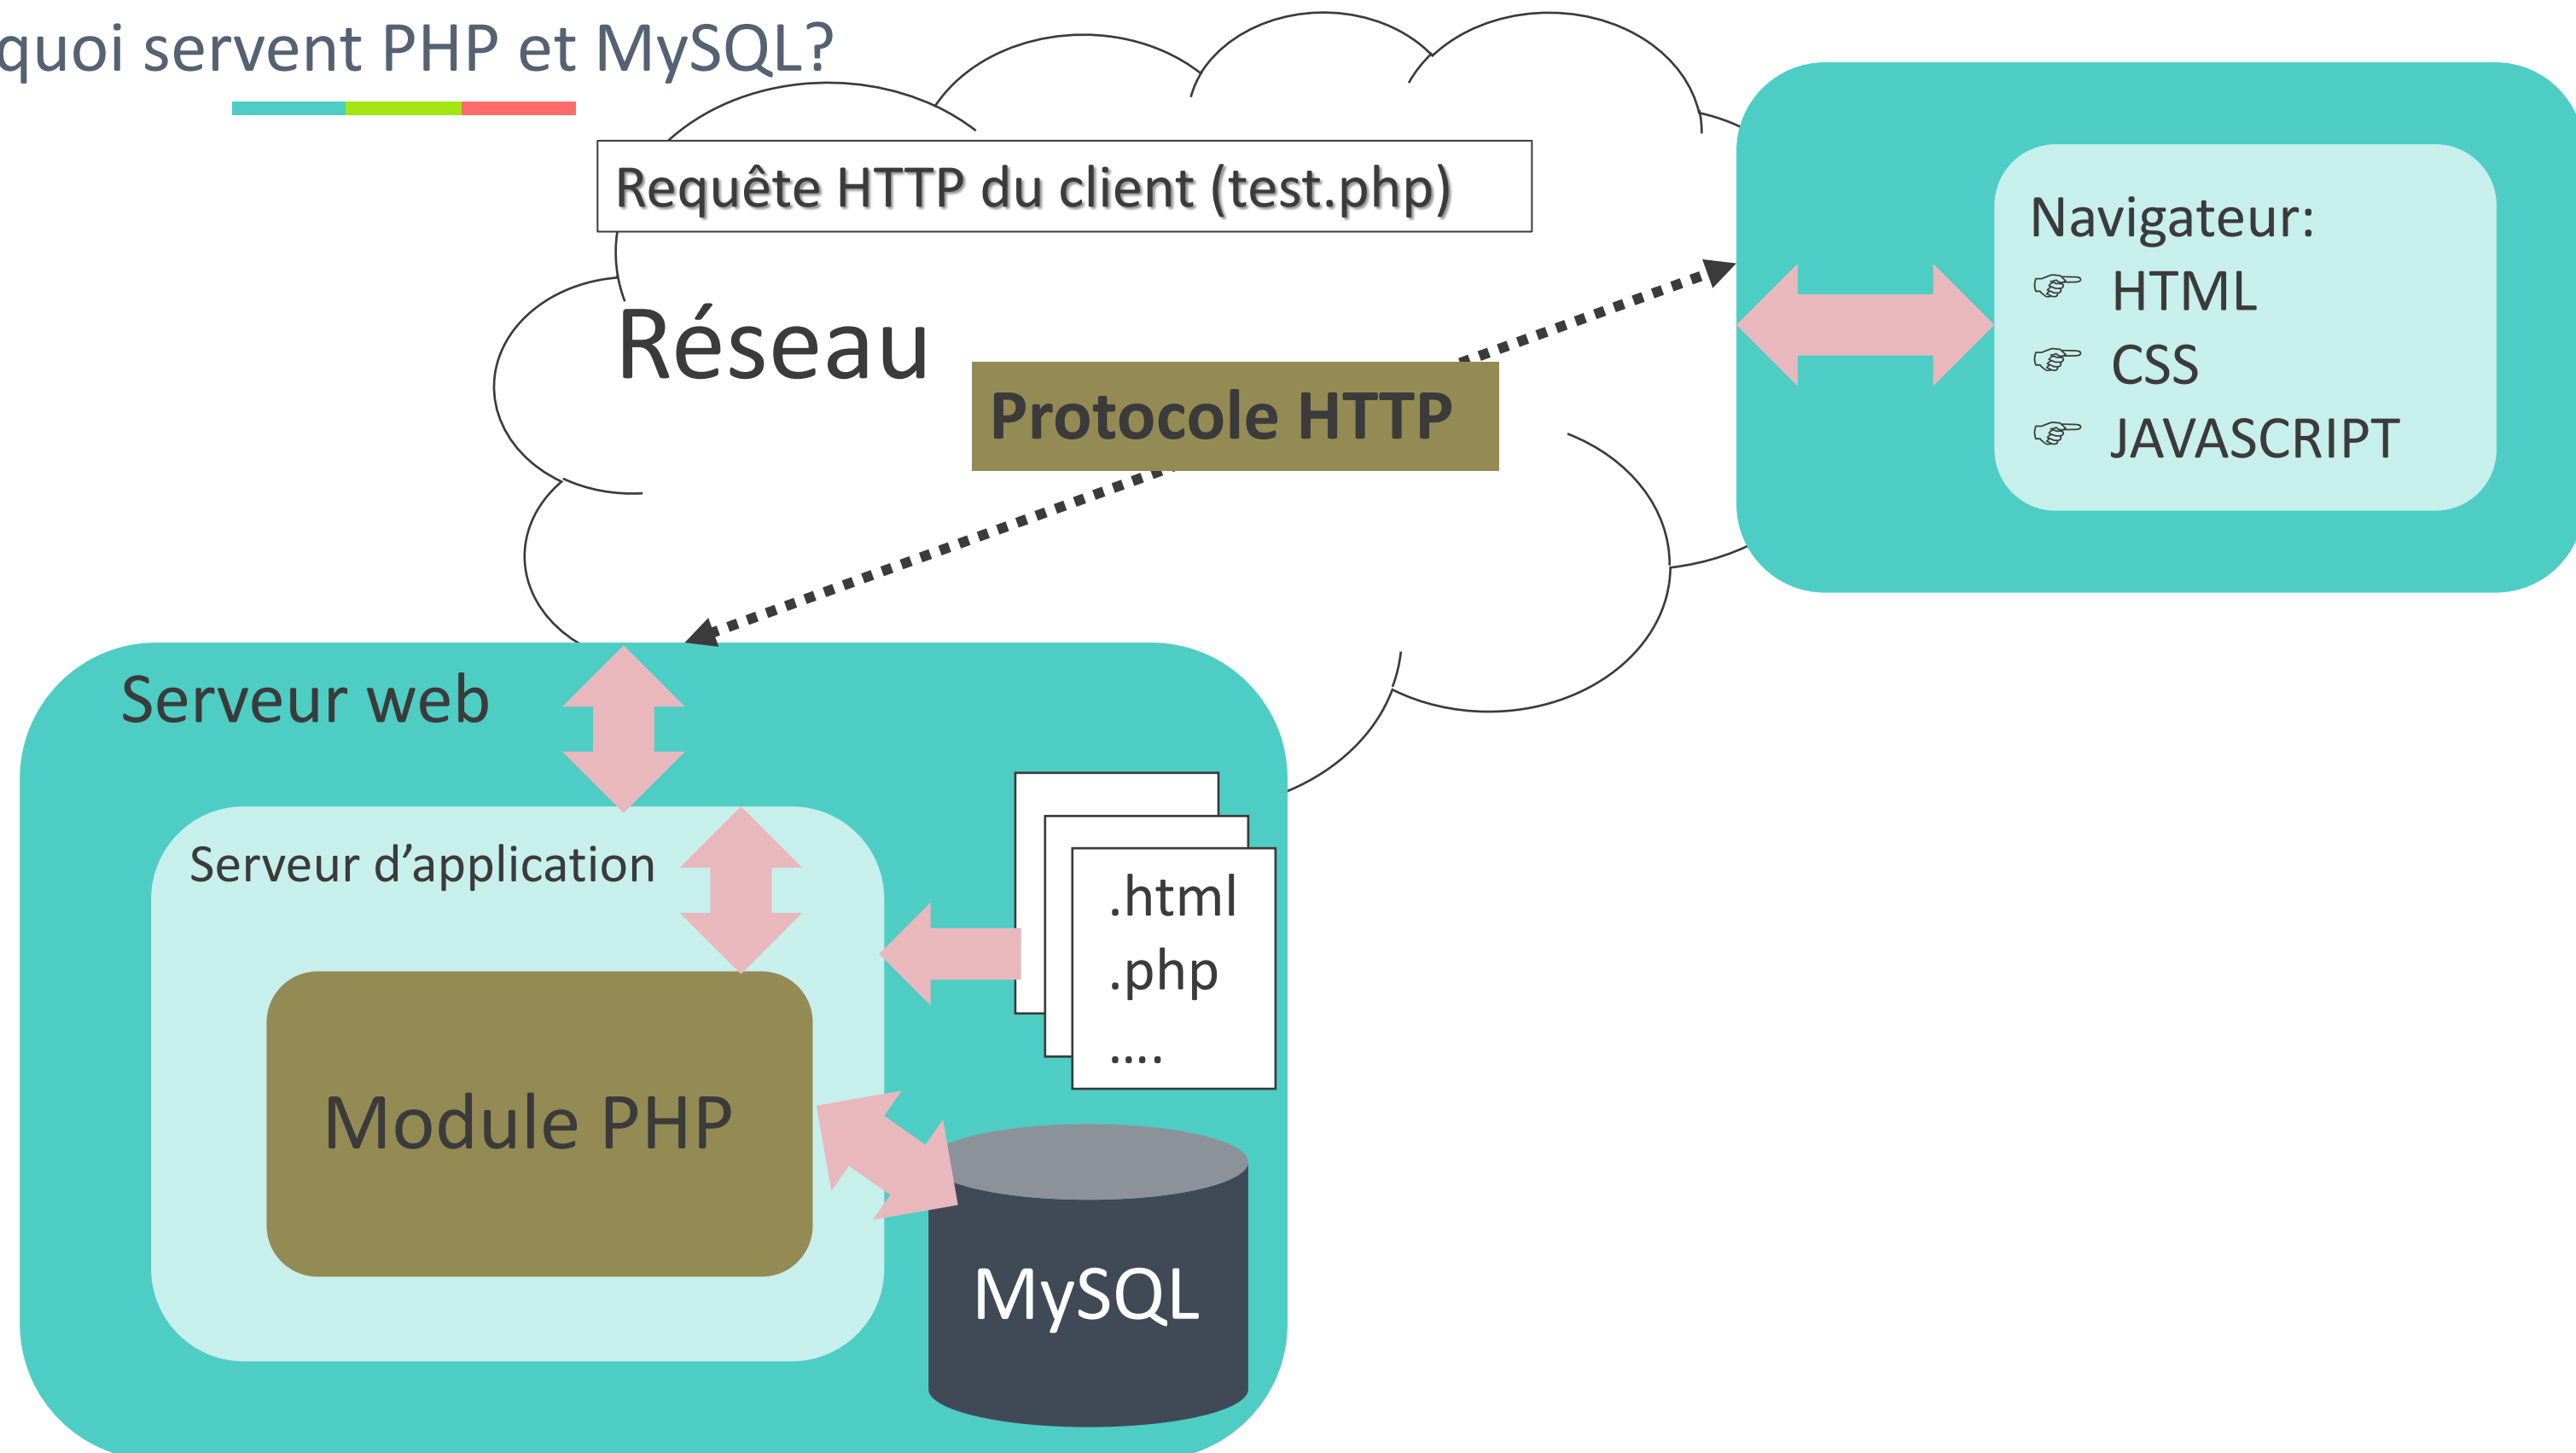 quoi servent PHP et MySQL?
Requête HTTP du client (test.php)
Réseau
Protocole HTTP
Navigateur:
☞ HTML
☞ CSS
☞ JAVASCRIPT
Serveur web
Serveur d’application
Module PHP
.html
.php
....
MySQL